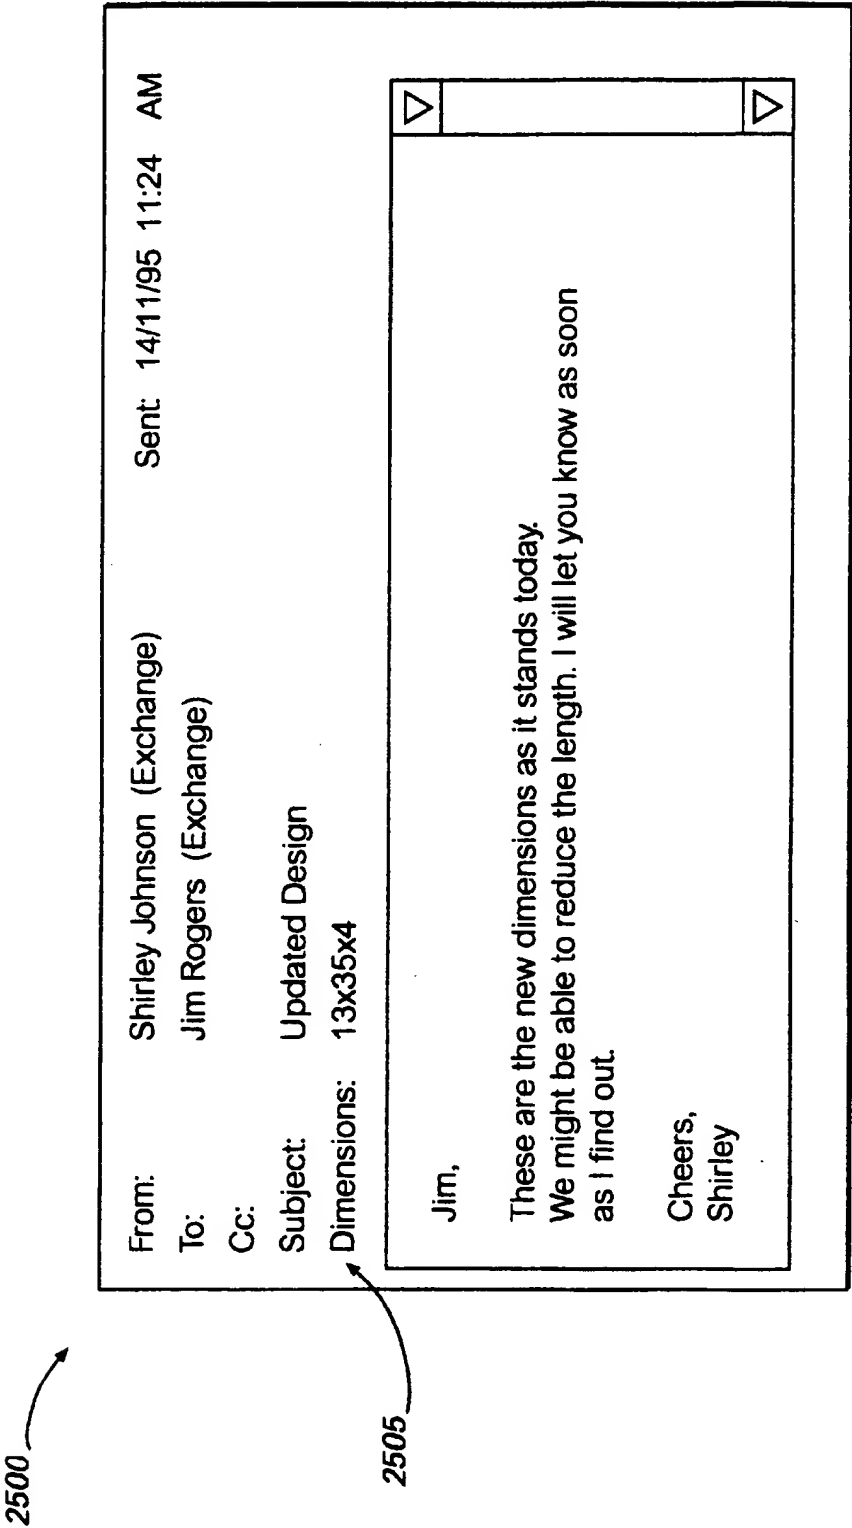 2500
From: Shirley Johnson (Exchange) Sent: 14/11/95 11:24 AM
To: Jim Rogers (Exchange)
Cc:
Subject: Updated Design
Dimensions: 13x35x4
2505
Jim,
These are the new dimensions as it stands today.
We might be able to reduce the length. I will let you know as soon
as I find out.
Cheers,
Shirley